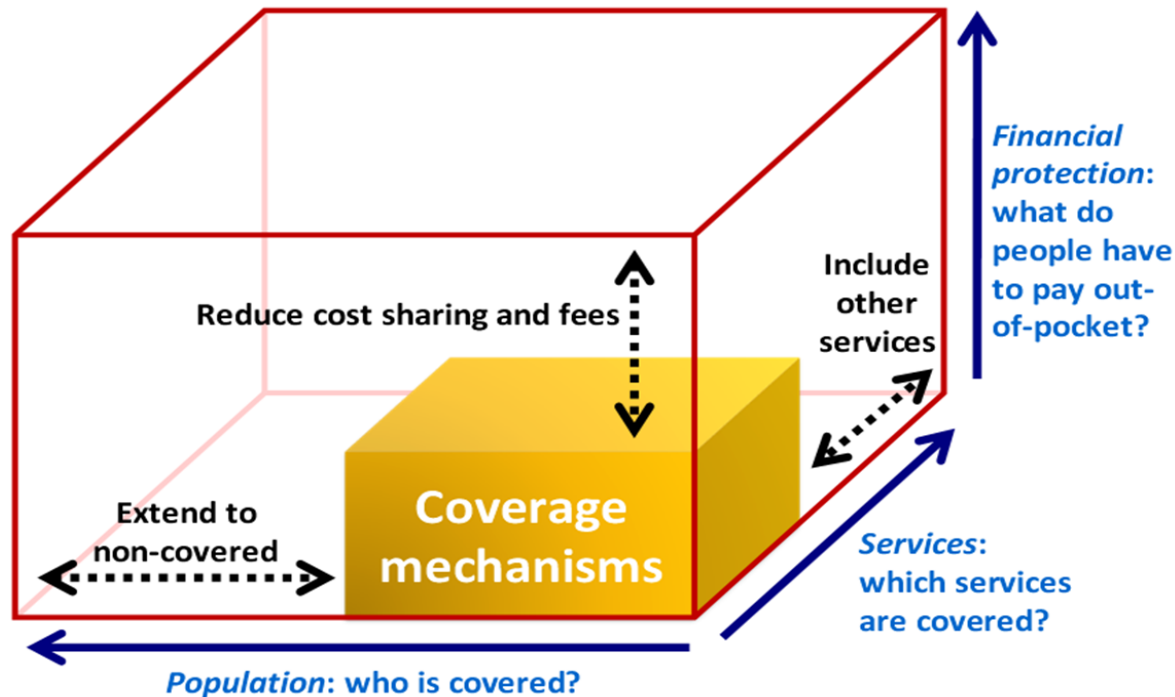 Financial
protection:
what do
people have
to pay out-
of-pocket?
Include
other
services
Reduce cost sharing and fees
Coverage
mechanisms
Extend to
non-covered
Services:
which services
are covered?
Population: who is covered?